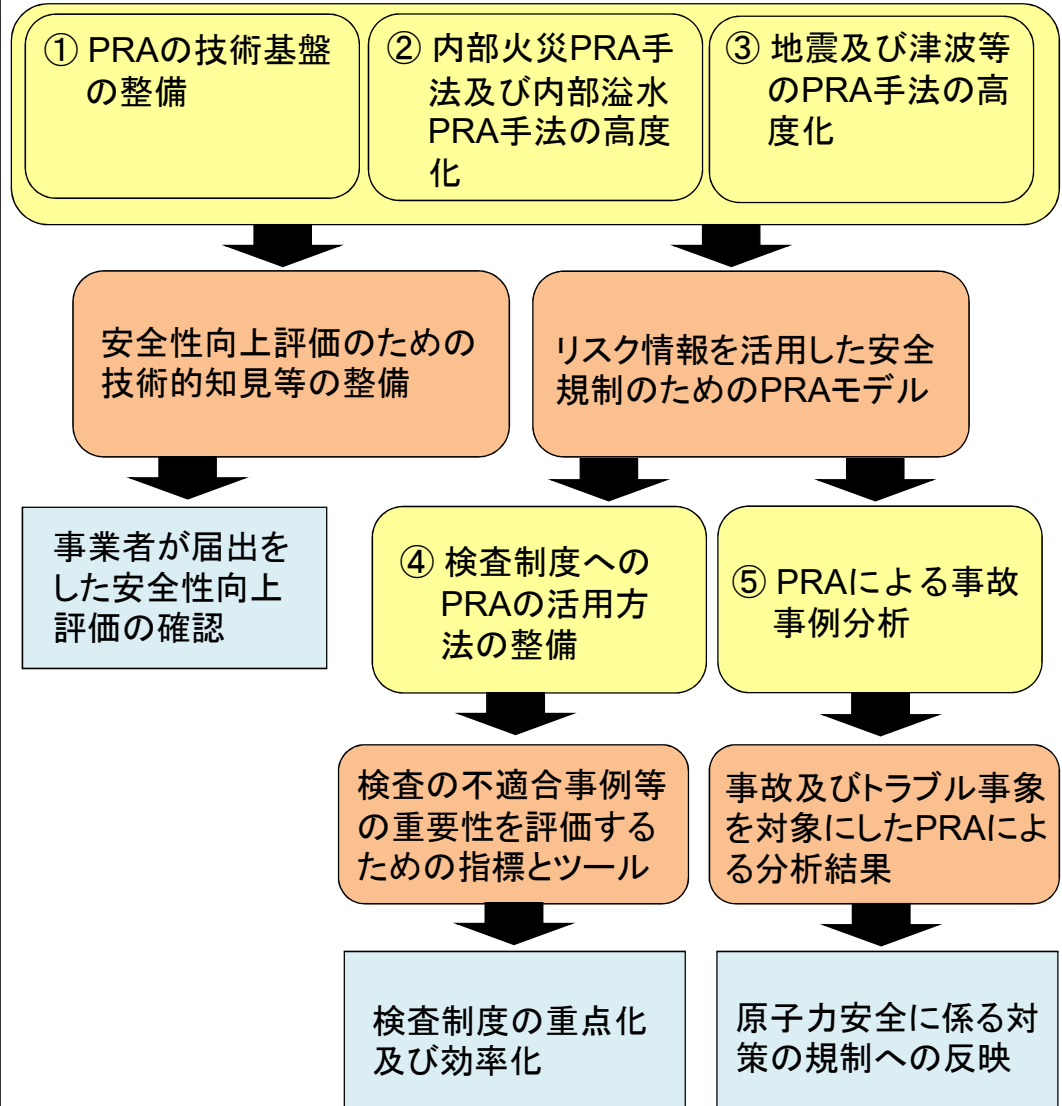 ① PRAの技術基盤
の整備
② 内部火災PRA手
法及び内部溢水
PRA手法の高度
化
③ 地震及び津波等
のPRA手法の高
度化
安全性向上評価のための
技術的知見等の整備
リスク情報を活用した安全
規制のためのPRAモデル
事業者が届出を
した安全性向上
評価の確認
④ 検査制度への
PRAの活用方
法の整備
⑤ PRAによる事故
事例分析
検査の不適合事例等
の重要性を評価する
ための指標とツール
事故及びトラブル事象
を対象にしたPRAによ
る分析結果
検査制度の重点化
及び効率化
原子力安全に係る対
策の規制への反映